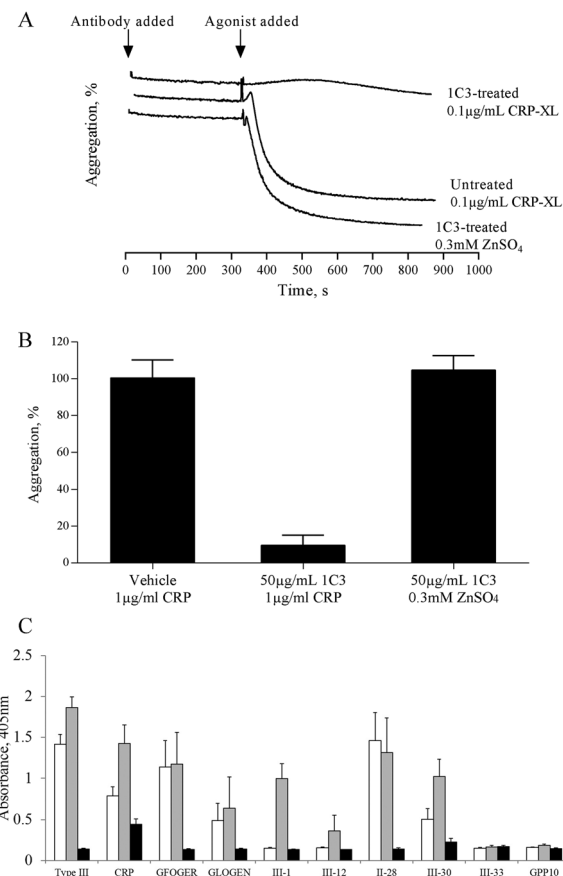 A
Antibody added
Agonist added
Aggregation, %
1C3-treated
0.1µg/mL CRP-XL
Untreated
0.1µg/mL CRP-XL
1C3-treated
0.3mM ZnSO4
0 100 200 300 400 500 600 700 800 900 1000
Time, s
B
Aggregation, %
120
100
80
60
40
20
0
Vehicle
1µg/ml CRP
50µg/mL 1C3
1µg/ml CRP
50µg/mL 1C3
0.3mM ZnSO4
C
Absorbance, 405nm
2.5
2
1.5
1
0.5
0
Type III CRP GFOGER GLOGEN III-1 III-12 II-28 III-30 III-33 GPP10